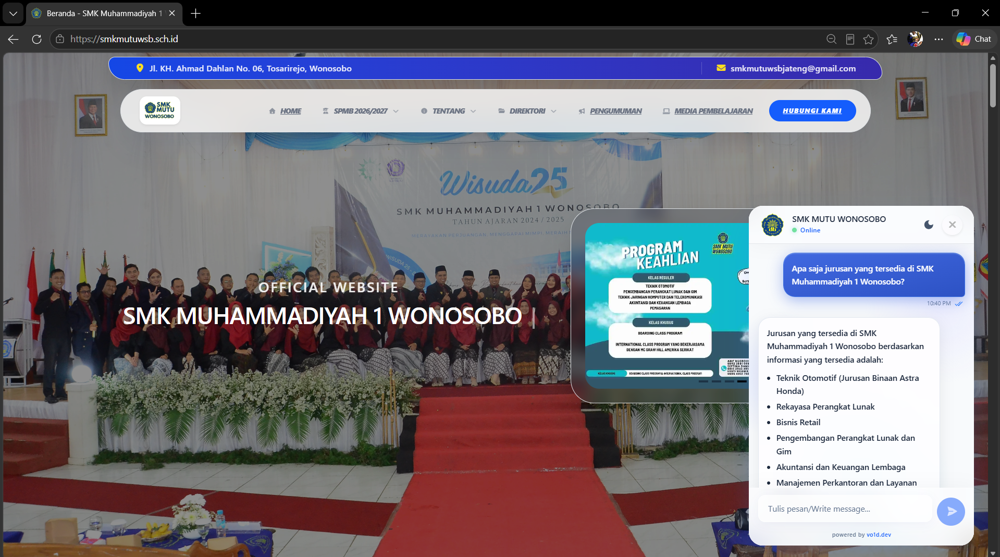 Beranda - SMK Muhammadiyah 1
https://smkmutuwsb.sch.id
Chat
Jl. KH. Ahmad Dahlan No. 06, Tosarirejo, Wonosobo
smkmutuwsbjateng@gmail.com
SMK
MUTU
WONOSOBO
HOME
SPMB 2026/2027
TENTANG
DIREKTORI
PENGUMUMAN
MEDIA PEMBELAJARAN
HUBUNGI KAMI
Wisuda25
SMK MUHAMMADIYAH 1 WONOSOBO
TAHUN AJARAN 2024 / 2025
MERAYAKAN PERJUANGAN, MENGGAPAI MIMPI, MERAIH
WISUDA 25 - S
OFFICIAL WEBSITE
SMK MUHAMMADIYAH 1 WONOSOBO
PROGRAM
KEAHLIAN
SMK MUTU
WONOSOBO
KELAS REGULER
TEKNIK OTOMOTIF
PENGEMBANGAN PERANGKAT LUNAK DAN GIM
TEKNIK JARINGAN KOMPUTER DAN TELEKOMUNIKASI
AKUNTANSI DAN KEUANGAN LEMBAGA
PEMASARAN
KELAS KHUSUS
BOARDING CLASS PROGRAM
INTERNATIONAL CLASS PROGRAM YANG BEKERJASAMA
DENGAN MC GRAW HILL AMERIKA SERIKAT
KELAS KHUSUS
BOARDING CLASS PROGRAM & INTERNATIONAL CLASS PROGRAM
SMK MUTU WONOSOBO
Online
Apa saja jurusan yang tersedia di SMK
Muhammadiyah 1 Wonosobo?
10:40 PM
Jurusan yang tersedia di SMK
Muhammadiyah 1 Wonosobo berdasarkan
informasi yang tersedia adalah:
• Teknik Otomotif (Jurusan Binaan Astra
Honda)
• Rekayasa Perangkat Lunak
• Bisnis Retail
• Pengembangan Perangkat Lunak dan
Gim
• Akuntansi dan Keuangan Lembaga
• Manajemen Perkantoran dan Layanan
Tulis pesan/Write message...
powered by vo1d.dev